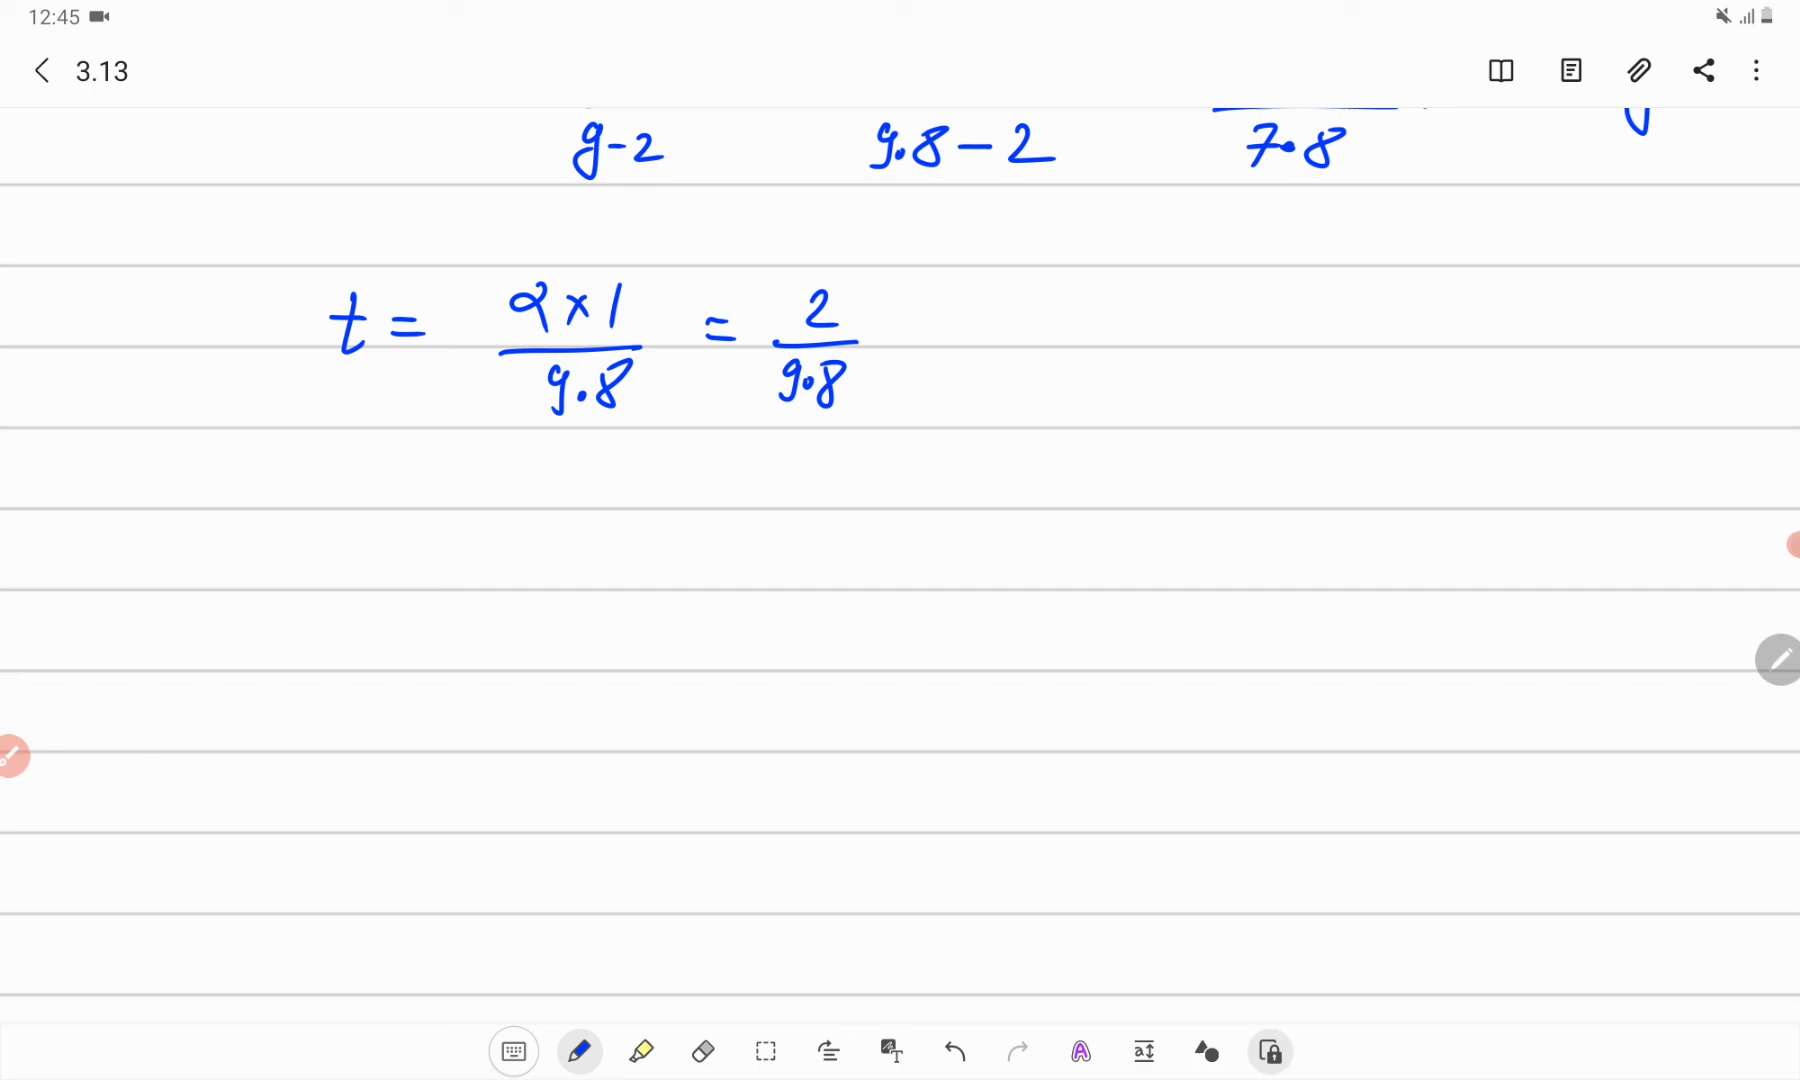 12:45
3.13
g-2 9.8-2 7.8
t = 2×1 / 9.8 = 2 / 9.8